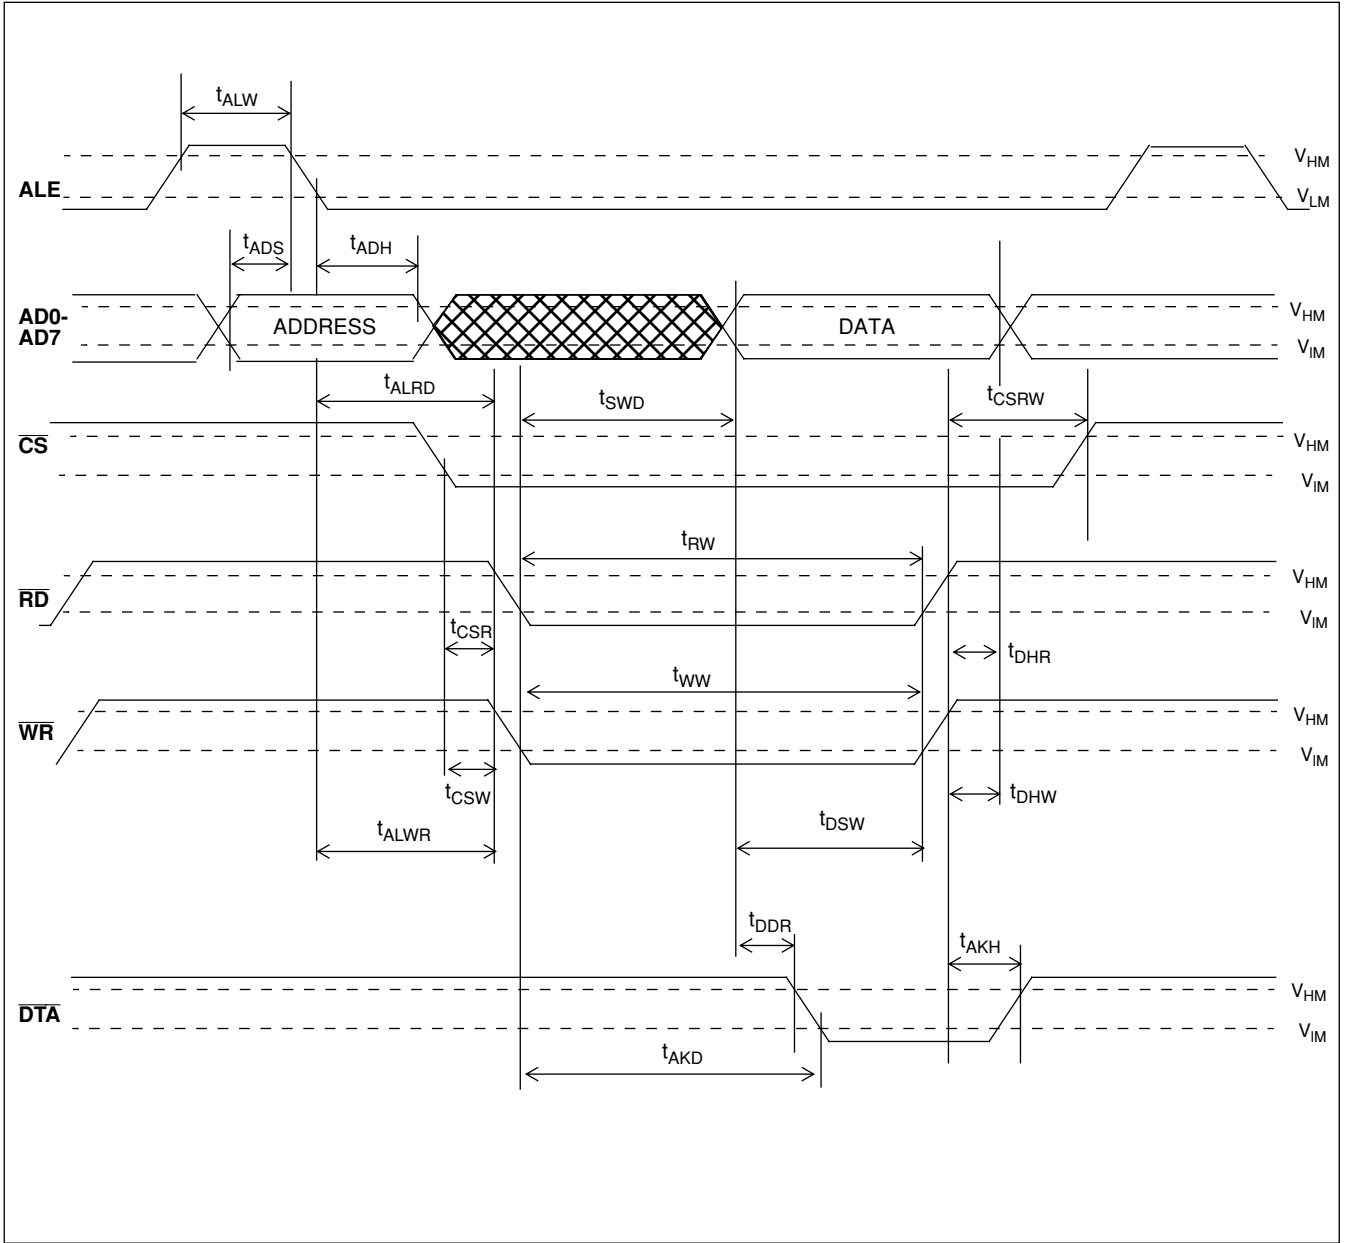 tALW
VHM
ALE
VLM
tADS
tADH
AD0-
AD7
ADDRESS
DATA
VHM
VIM
tALRD
tSWD
tCSRW
CS
VHM
VIM
tRW
RD
VHM
VIM
tCSR
tDHR
tWW
WR
VHM
VIM
tCSW
tDHW
tALWR
tDSW
tDDR
tAKH
DTA
VHM
VIM
tAKD